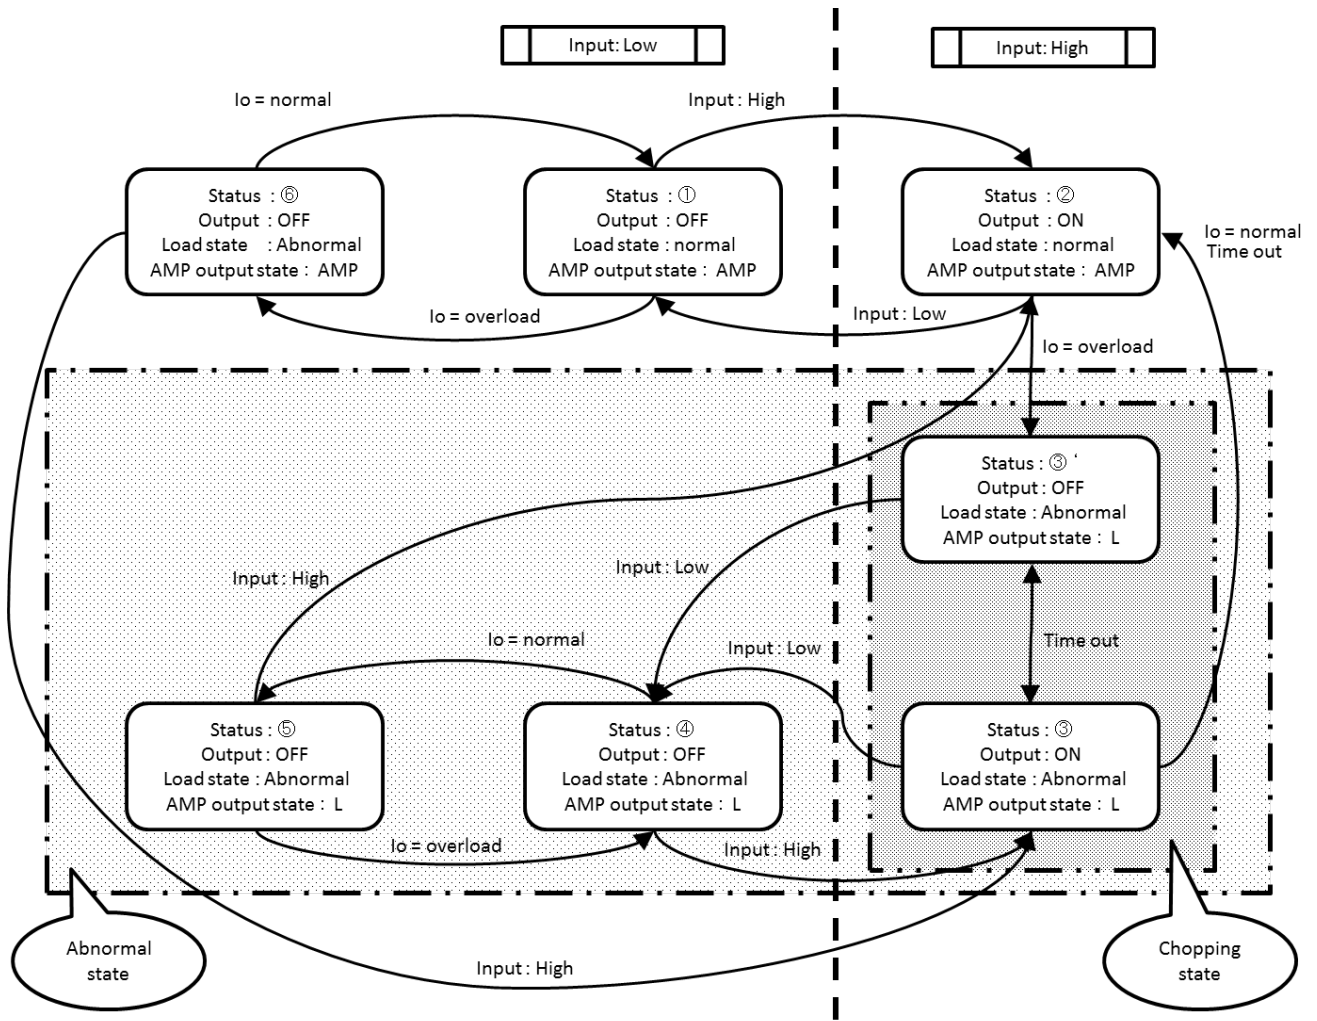 Input: Low
Input: High
Io = normal
Input : High
Status : ⑥
Output : OFF
Load state : Abnormal
AMP output state : AMP
Status : ①
Output : OFF
Load state : normal
AMP output state : AMP
Status : ②
Output : ON
Load state : normal
AMP output state : AMP
Io = normal
Time out
Io = overload
Input : Low
Io = overload
Status : ③ ‘
Output : OFF
Load state : Abnormal
AMP output state : L
Input : High
Input : Low
Io = normal
Input : Low
Time out
Status : ⑤
Output : OFF
Load state : Abnormal
AMP output state : L
Status : ④
Output : OFF
Load state : Abnormal
AMP output state : L
Status : ③
Output : ON
Load state : Abnormal
AMP output state : L
Io = overload
Input : High
Abnormal
state
Input : High
Chopping
state